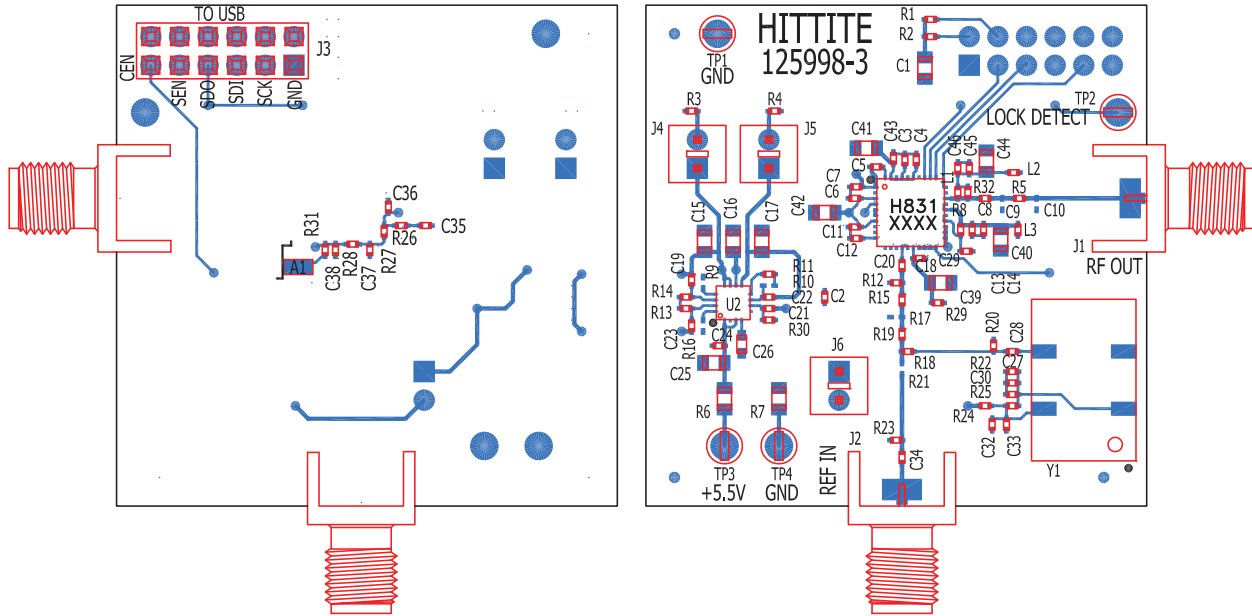 TO USB
J3
CEN
SEN
SDO
SDI
SCK
GND
C36
C35
R26
R27
R31
A1
C38
R28
C37
HITTITE
125998-3
TP1
GND
R1
R2
C1
TP2
LOCK DETECT
R3
R4
J4
J5
C41
C43
C3
C4
C5
C7
C6
C42
C11
C12
H831
XXXX
L1
C46
C45
C44
L2
R32
R5
R8
C8
C9
C10
L3
C40
J1
RF OUT
C15
C16
C17
C19
R9
R11
R10
R14
R13
U2
C22
C21
R30
C2
C23
R16
C24
C25
C26
C20
C18
C29
R12
R15
C39
R29
C13
C14
R17
R19
R18
R21
R20
C28
R22
C27
C30
R25
R24
C32
C33
Y1
J6
R6
R7
R23
C34
J2
REF IN
TP3
+5.5V
TP4
GND